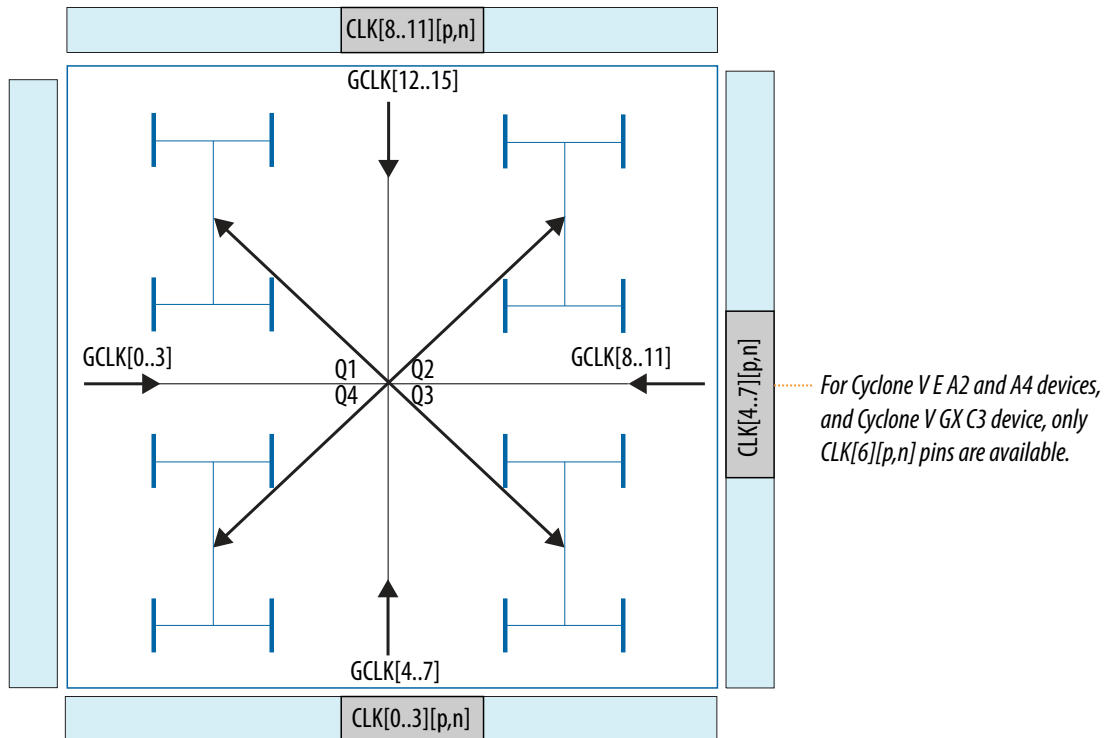 CLK[8..11][p,n]
GCLK[12..15]
GCLK[0..3]
Q1
Q2
GCLK[8..11]
Q4
Q3
CLK[4..7][p,n]
For Cyclone V E A2 and A4 devices,
and Cyclone V GX C3 device, only
CLK[6][p,n] pins are available.
GCLK[4..7]
CLK[0..3][p,n]